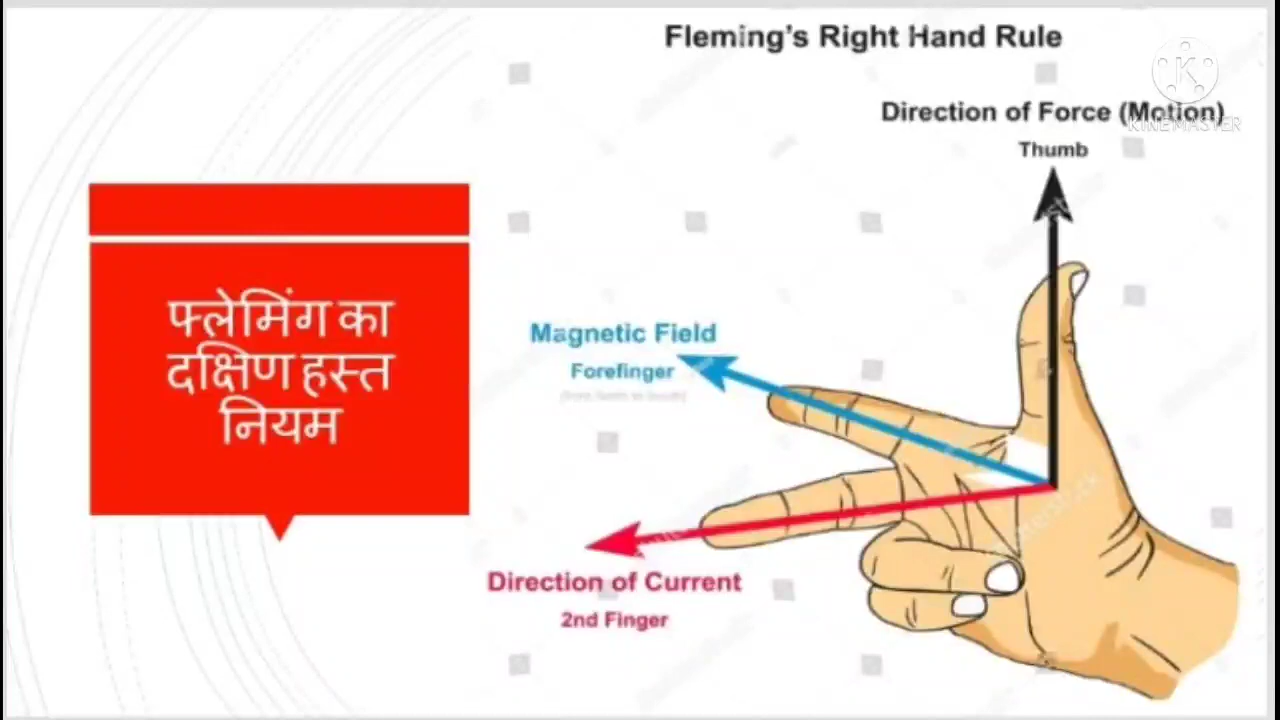 Fleming's Right Hand Rule
Direction of Force (Motion)
KINEMASTER
Thumb
फ्लेमिंग का
दक्षिण हस्त
नियम
Magnetic Field
Forefinger
Direction of Current
2nd Finger